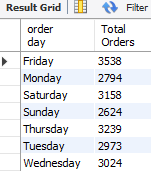 Result Grid Filter
order day Total Orders
Friday 3538
Monday 2794
Saturday 3158
Sunday 2624
Thursday 3239
Tuesday 2973
Wednesday 3024